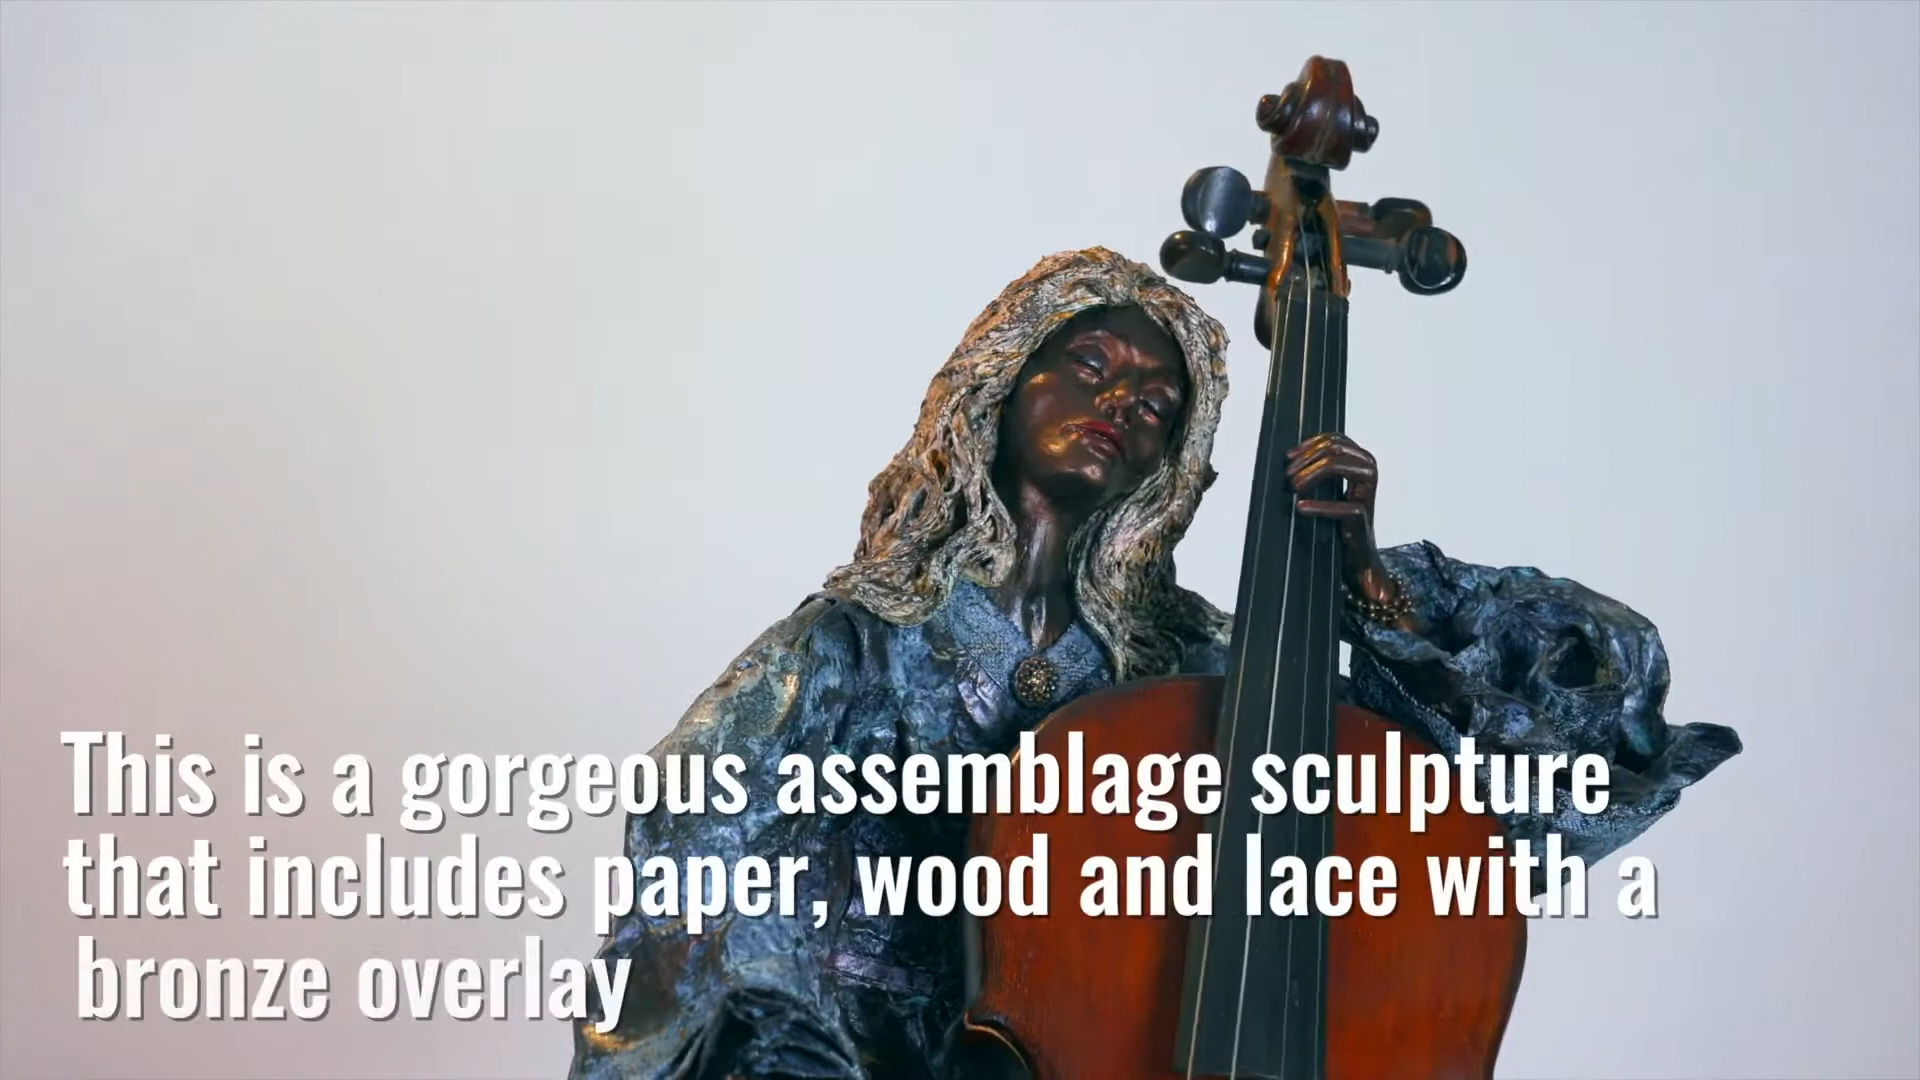 This is a gorgeous assemblage sculpture
that includes paper, wood and lace with a
bronze overlay